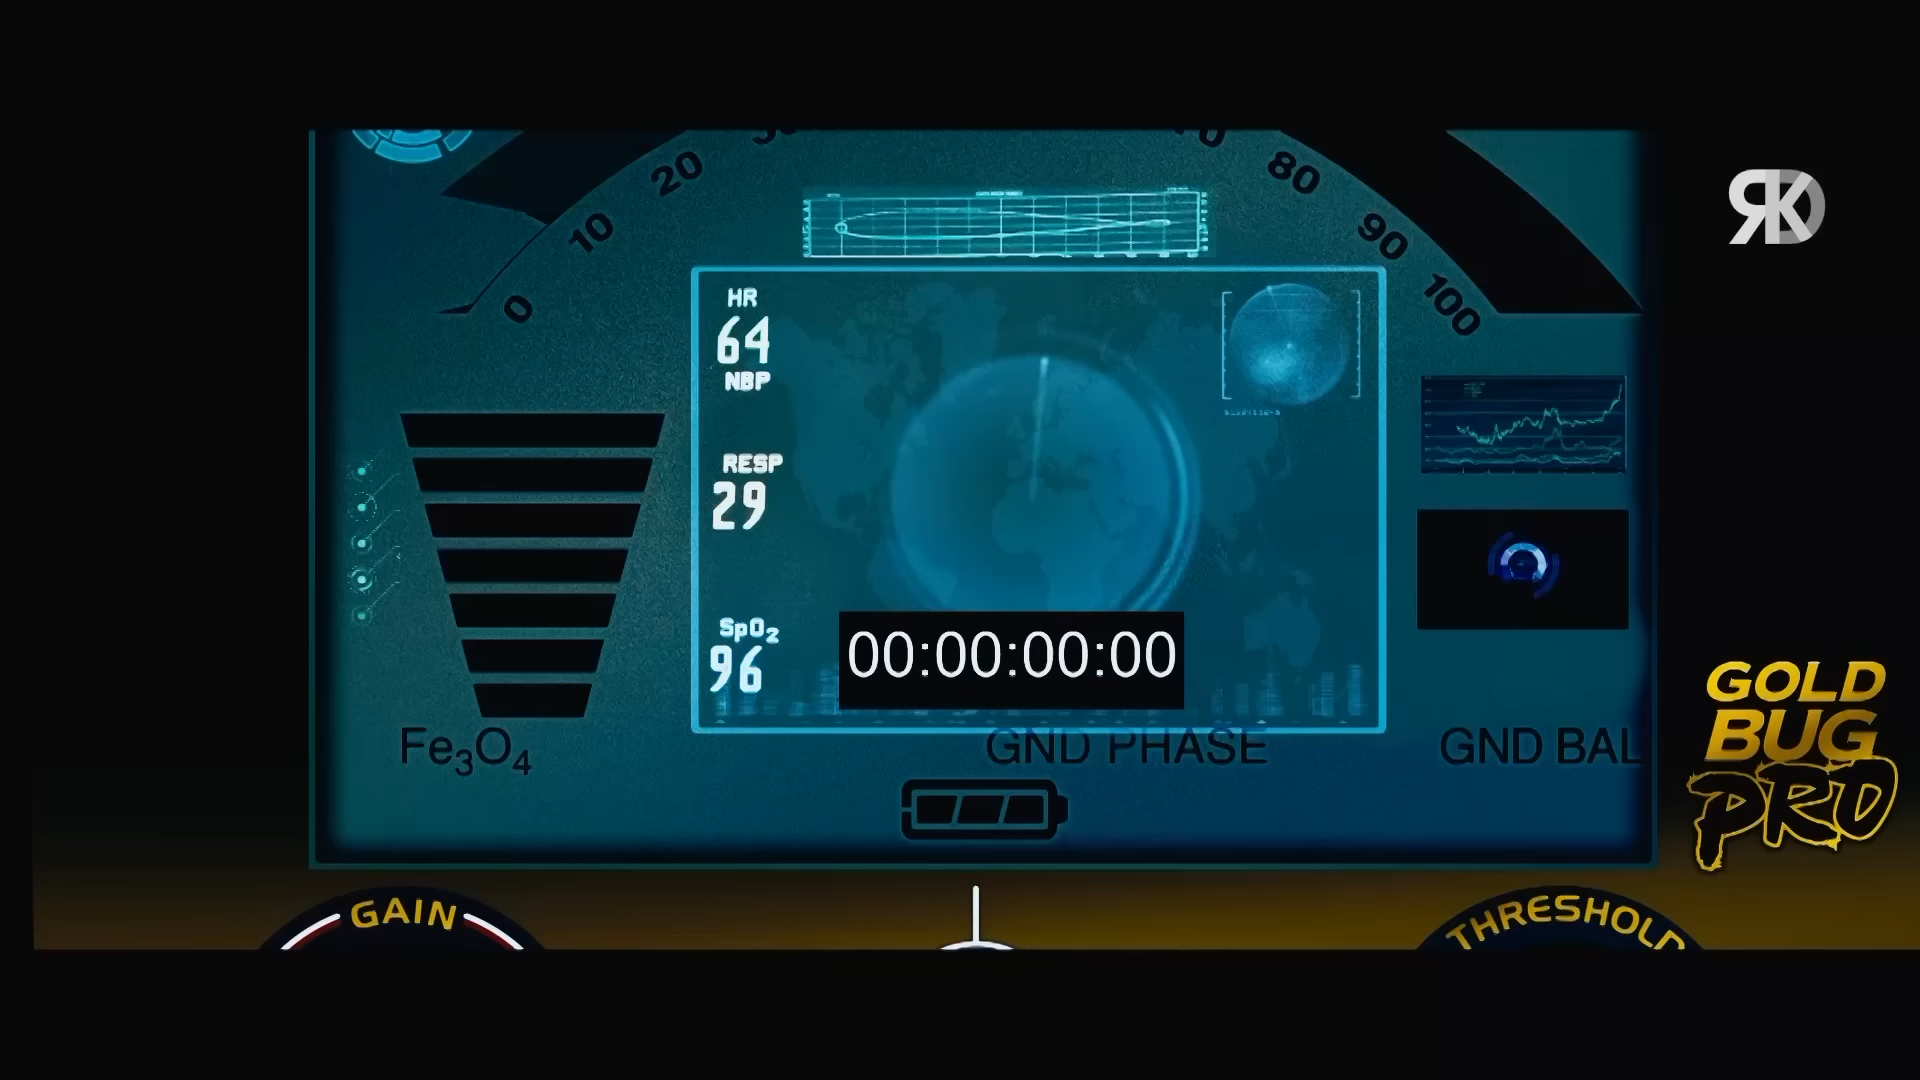 20
80
10
90
0
100
RKD
HR
64
NBP
RESP
29
SpO₂
96
00:00:00:00
Fe₃O₄
GND PHASE
GND BAL
GOLD
BUG
PRO
GAIN
THRESHOLD